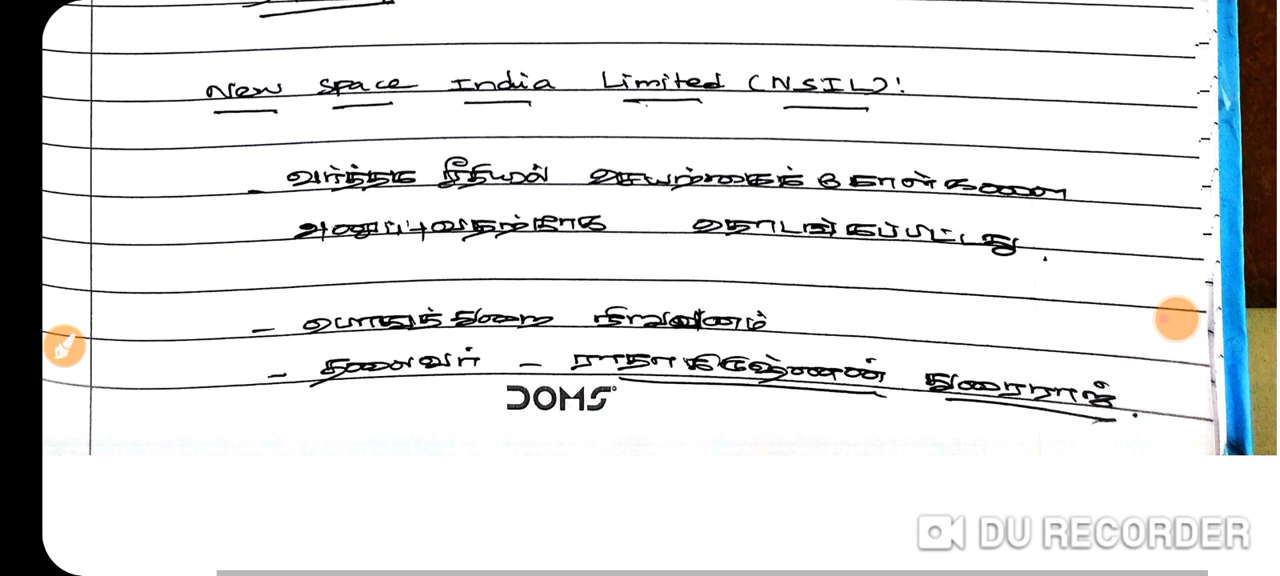 New Space India Limited (NSIL):
- வர்த்தக ரீதியில் செயற்கைக் கோள்களை
அனுப்புவதற்காக தொடங்கப்பட்டது.
- பொதுத்துறை நிறுவனம்
- தலைவர் - ராதாகிருஷ்ணன் துரைராஜ்.
DOMS
DU RECORDER